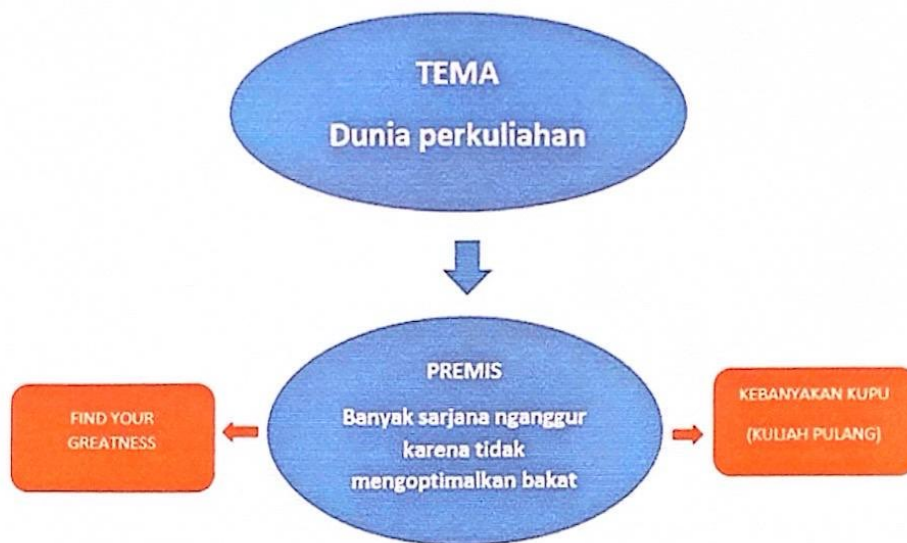 TEMA
Dunia perkuliahan
PREMIS
Banyak sarjana nganggur
karena tidak
mengoptimalkan bakat
FIND YOUR
GREATNESS
KEBANYAKAN KUPU
(KULIAH PULANG)